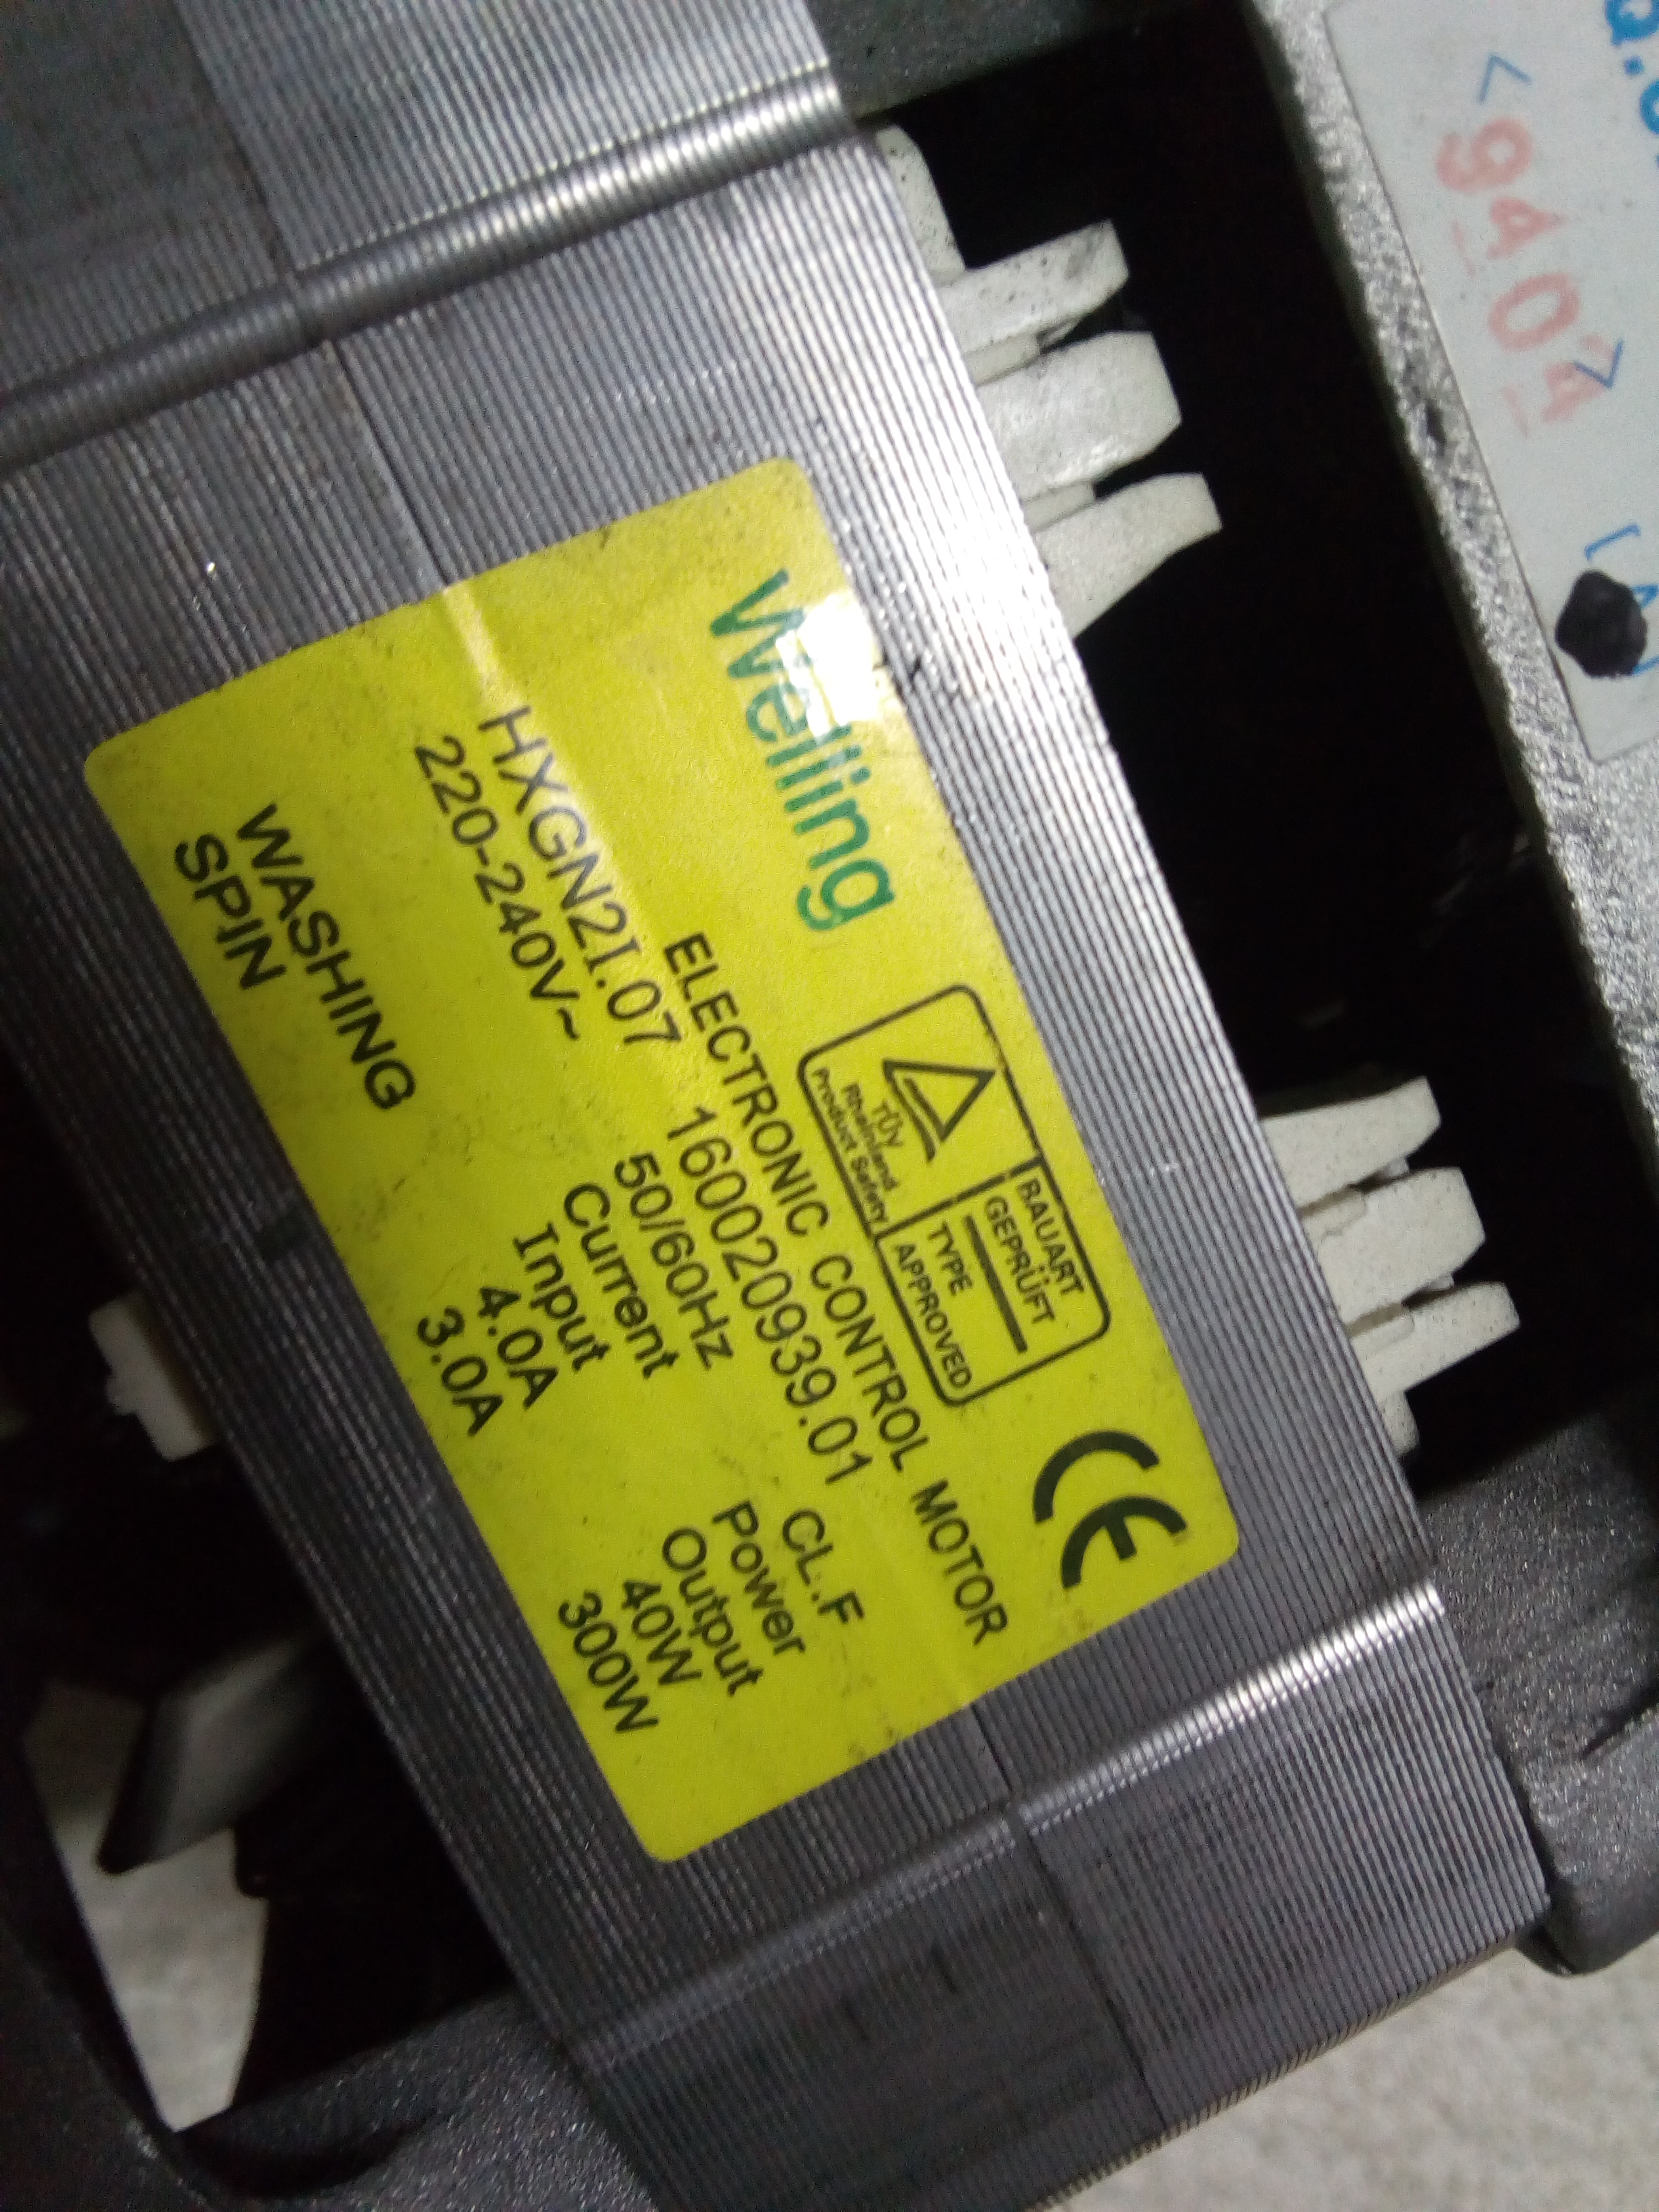 Welling
BAUART
GEPRÜFT
TÜV
Rheinland
Product Safety
TYPE
APPROVED
CE
ELECTRONIC CONTROL MOTOR
HXGN2I.07 160020939.01 CL.F
220-240V~ 50/60Hz Power
Current Output
Input 40W
WASHING 4.0A 300W
SPIN 3.0A
<9404>